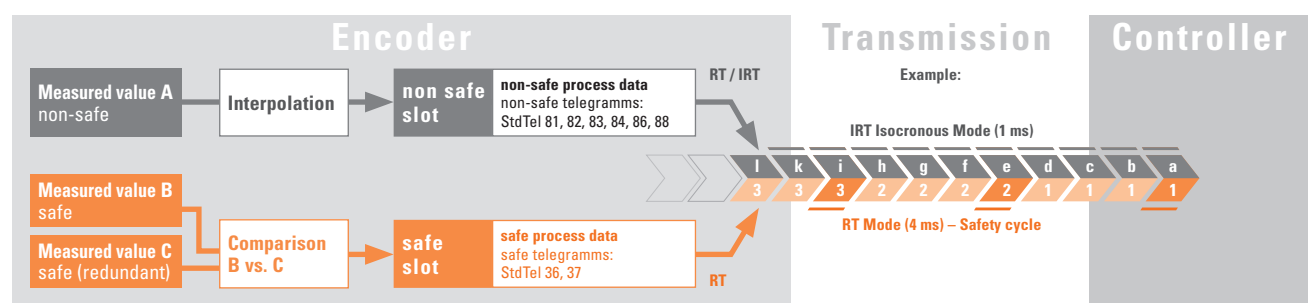 Encoder
Transmission
Controller
Measured value A
non-safe
Interpolation
non safe
slot
non-safe process data
non-safe telegramms:
StdTel 81, 82, 83, 84, 86, 88
RT / IRT
Example:
IRT Isocronous Mode (1 ms)
l k i h g f e d c b a
3 3 3 2 2 2 2 1 1 1 1
RT Mode (4 ms) – Safety cycle
Measured value B
safe
Measured value C
safe (redundant)
Comparison
B vs. C
safe
slot
safe process data
safe telegramms:
StdTel 36, 37
RT